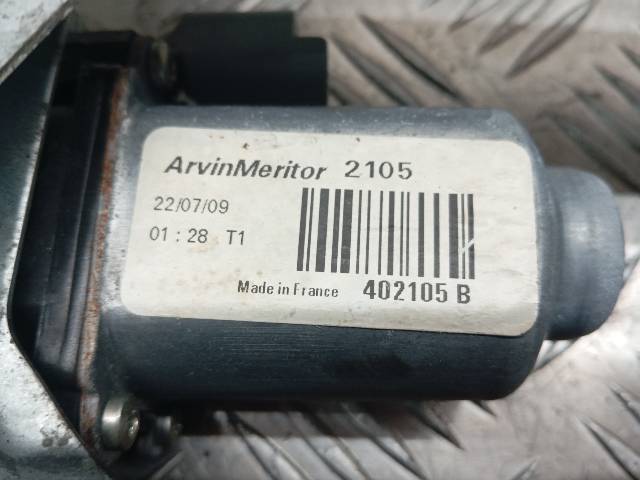 ArvinMeritor 2105
22/07/09
01 : 28 T1
Made in France 402105 B